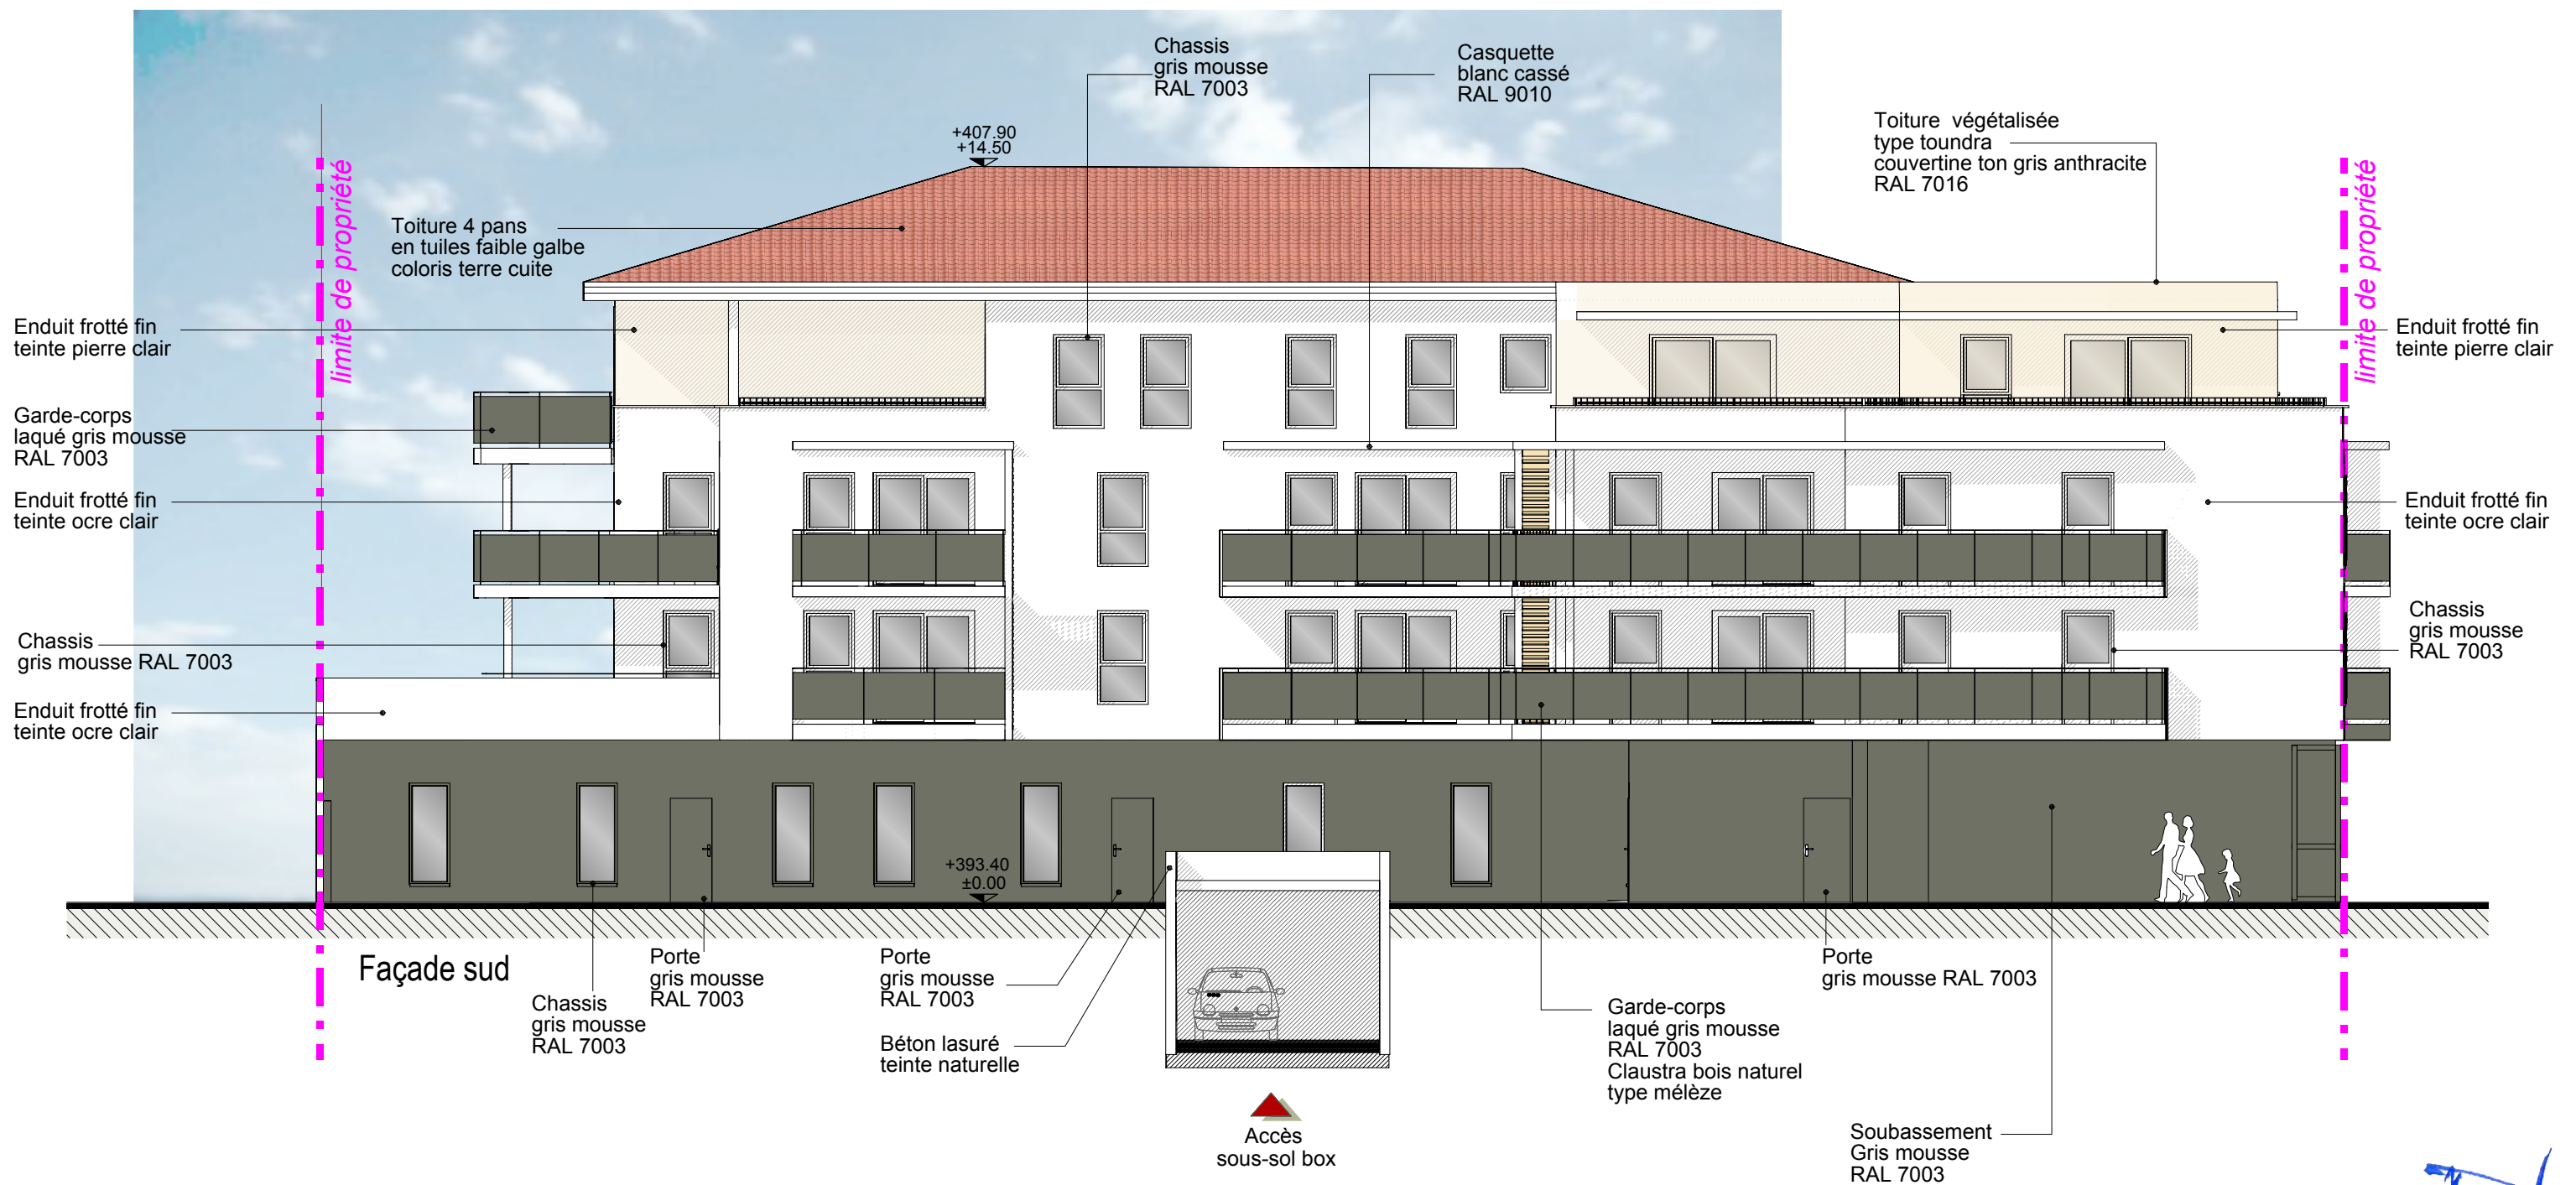 Chassis
gris mousse
RAL 7003
Casquette
blanc cassé
RAL 9010
Toiture végétalisée
type toundra
couvertine ton gris anthracite
RAL 7016
+407.90
+14.50
limite de propriété
limite de propriété
Toiture 4 pans
en tuiles faible galbe
coloris terre cuite
Enduit frotté fin
teinte pierre clair
Enduit frotté fin
teinte pierre clair
Garde-corps
laqué gris mousse
RAL 7003
Enduit frotté fin
teinte ocre clair
Enduit frotté fin
teinte ocre clair
Chassis
gris mousse RAL 7003
Chassis
gris mousse
RAL 7003
Enduit frotté fin
teinte ocre clair
+393.40
±0.00
Façade sud
Chassis
gris mousse
RAL 7003
Porte
gris mousse
RAL 7003
Porte
gris mousse
RAL 7003
Béton lasuré
teinte naturelle
Porte
gris mousse RAL 7003
Garde-corps
laqué gris mousse
RAL 7003
Claustra bois naturel
type mélèze
Accès
sous-sol box
Soubassement
Gris mousse
RAL 7003